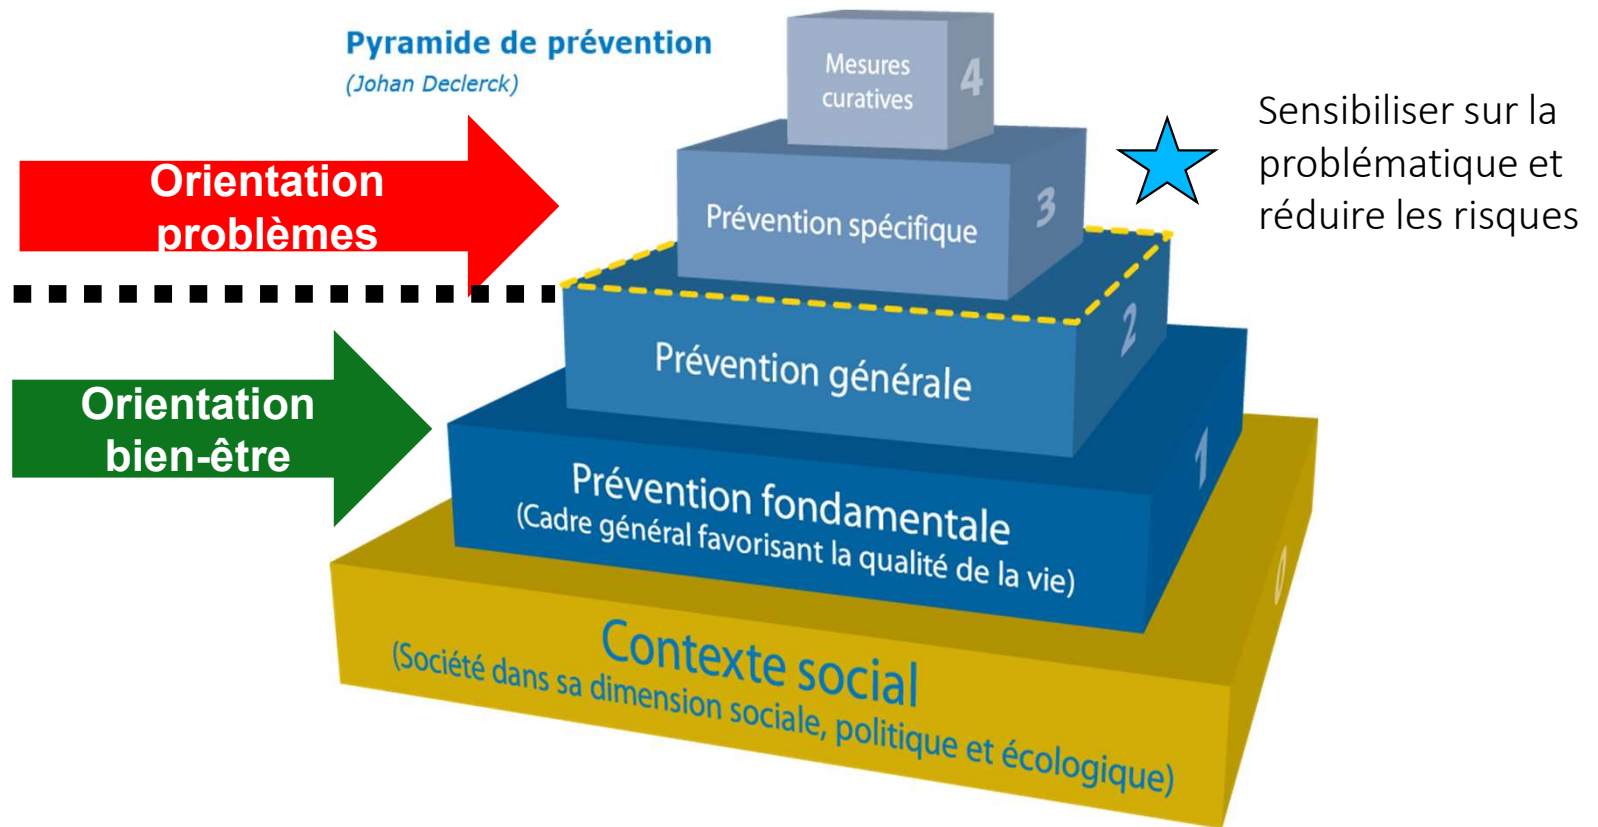 Pyramide de prévention
(Johan Declerck)
Mesures
curatives
4
Sensibiliser sur la
problématique et
réduire les risques
Orientation
problèmes
Prévention spécifique
3
Prévention générale
2
Orientation
bien-être
Prévention fondamentale
(Cadre général favorisant la qualité de la vie)
1
Contexte social
(Société dans sa dimension sociale, politique et écologique)
0